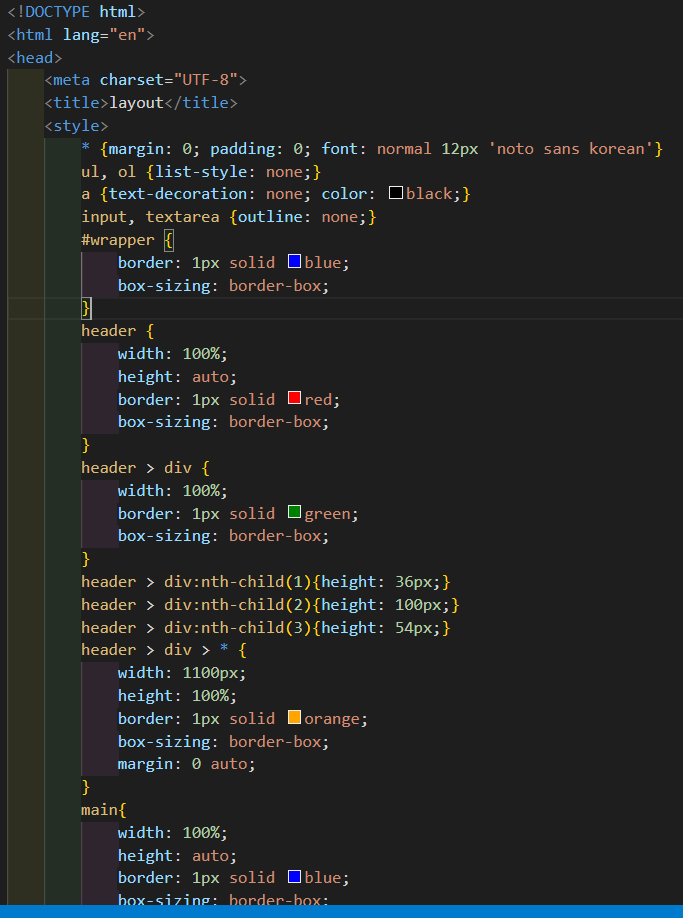 <!DOCTYPE html>
<html lang="en">
<head>
    <meta charset="UTF-8">
    <title>layout</title>
    <style>
        * {margin: 0; padding: 0; font: normal 12px 'noto sans korean'}
        ul, ol {list-style: none;}
        a {text-decoration: none; color: black;}
        input, textarea {outline: none;}
        #wrapper {
            border: 1px solid blue;
            box-sizing: border-box;
        }
        header {
            width: 100%;
            height: auto;
            border: 1px solid red;
            box-sizing: border-box;
        }
        header > div {
            width: 100%;
            border: 1px solid green;
            box-sizing: border-box;
        }
        header > div:nth-child(1){height: 36px;}
        header > div:nth-child(2){height: 100px;}
        header > div:nth-child(3){height: 54px;}
        header > div > * {
            width: 1100px;
            height: 100%;
            border: 1px solid orange;
            box-sizing: border-box;
            margin: 0 auto;
        }
        main{
            width: 100%;
            height: auto;
            border: 1px solid blue;
            box-sizing: border-box;